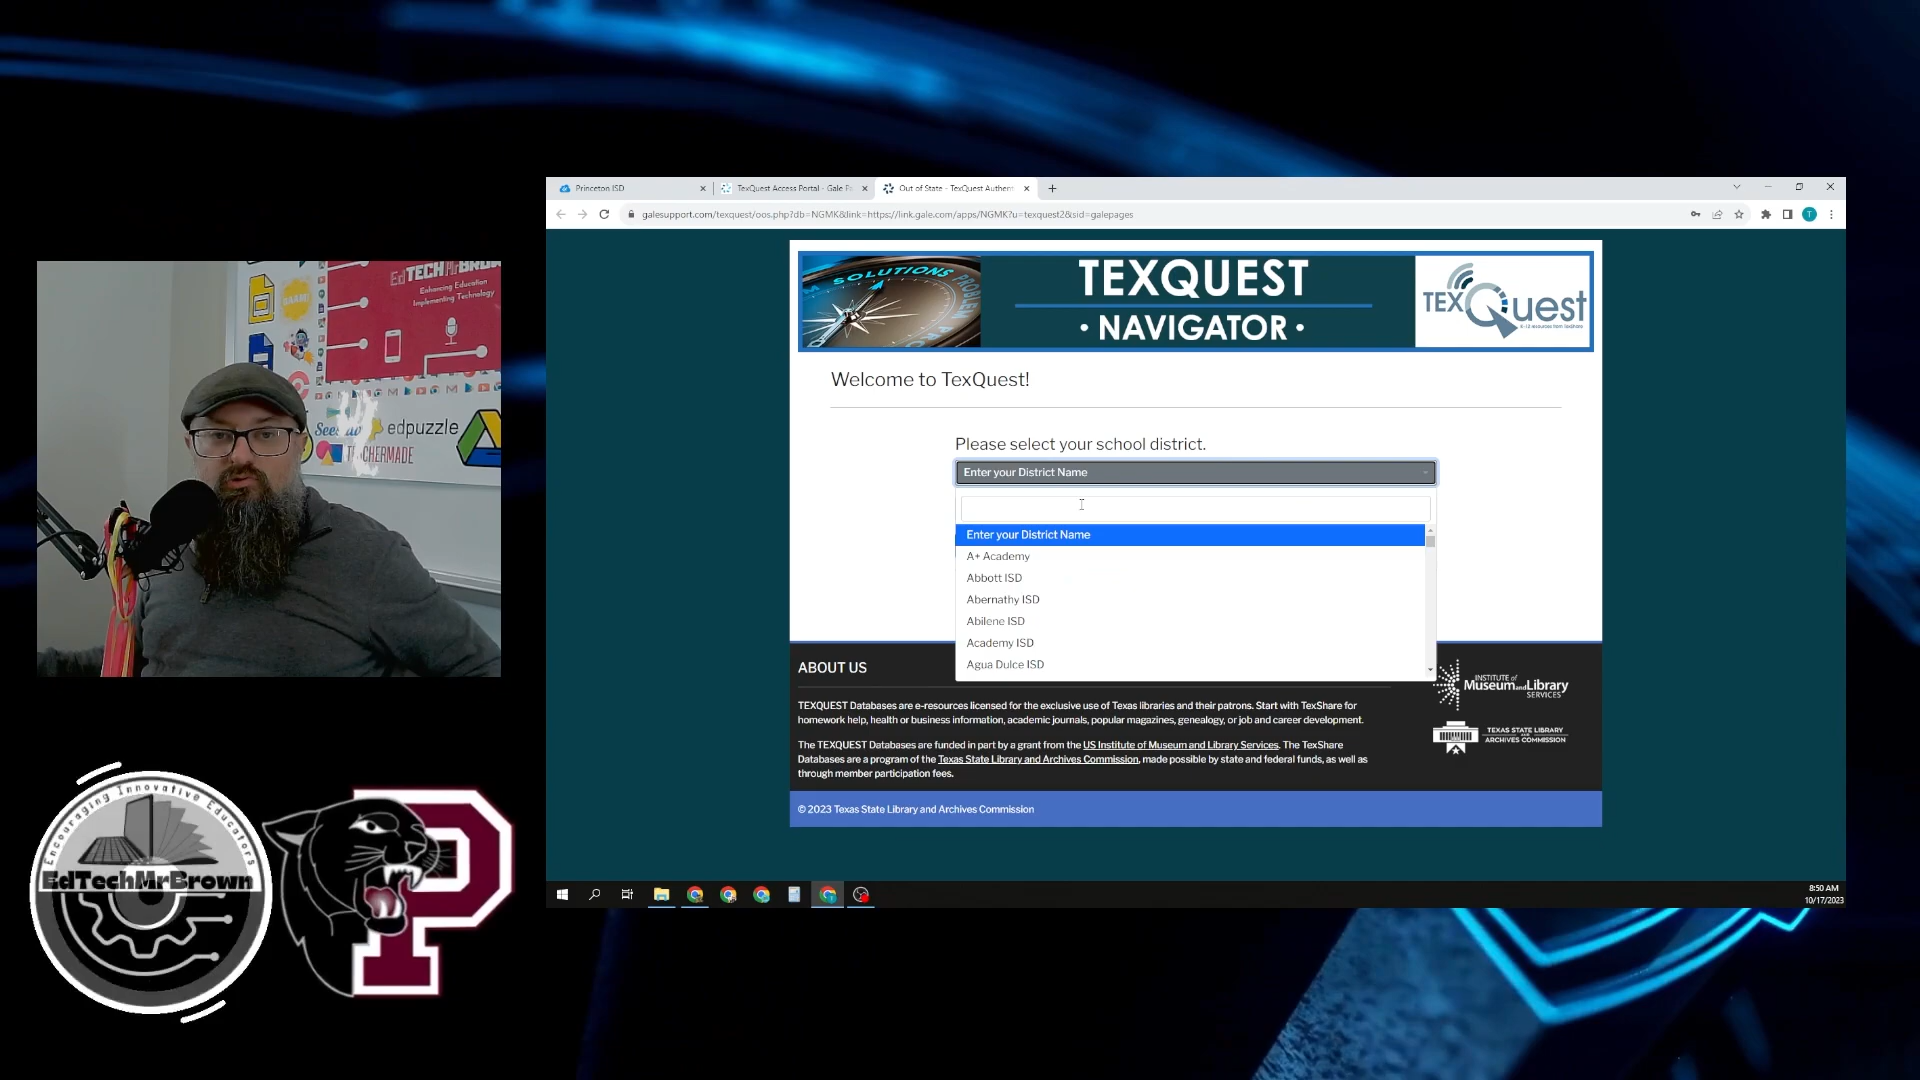 Princeton ISD
TexQuest Access Portal - Gale Pa
Out of State - TexQuest Authent
galesupport.com/texquest/oos.php?db=NGMK&link=https://link.gale.com/apps/NGMK?u=texquest2&sid=galepages
T
SOLUTIONS
PROBLEM
TEXQUEST
• NAVIGATOR •
TEXQuest
K-12 resources from TexShare
Welcome to TexQuest!
Please select your school district.
Enter your District Name
Enter your District Name
A+ Academy
Abbott ISD
Abernathy ISD
Abilene ISD
Academy ISD
Agua Dulce ISD
ABOUT US
TEXQUEST Databases are e-resources licensed for the exclusive use of Texas libraries and their patrons. Start with TexShare for
homework help, health or business information, academic journals, popular magazines, genealogy, or job and career development.
The TEXQUEST Databases are funded in part by a grant from the US Institute of Museum and Library Services. The TexShare
Databases are a program of the Texas State Library and Archives Commission, made possible by state and federal funds, as well as
through member participation fees.
INSTITUTE of
Museum and Library
SERVICES
TEXAS STATE LIBRARY
AND ARCHIVES COMMISSION
© 2023 Texas State Library and Archives Commission
8:50 AM
10/17/2023
EdTECHMrBROWN
Enhancing Education
Implementing Technology
edpuzzle
Encouraging Innovative Educators
EdTechMrBrown
P